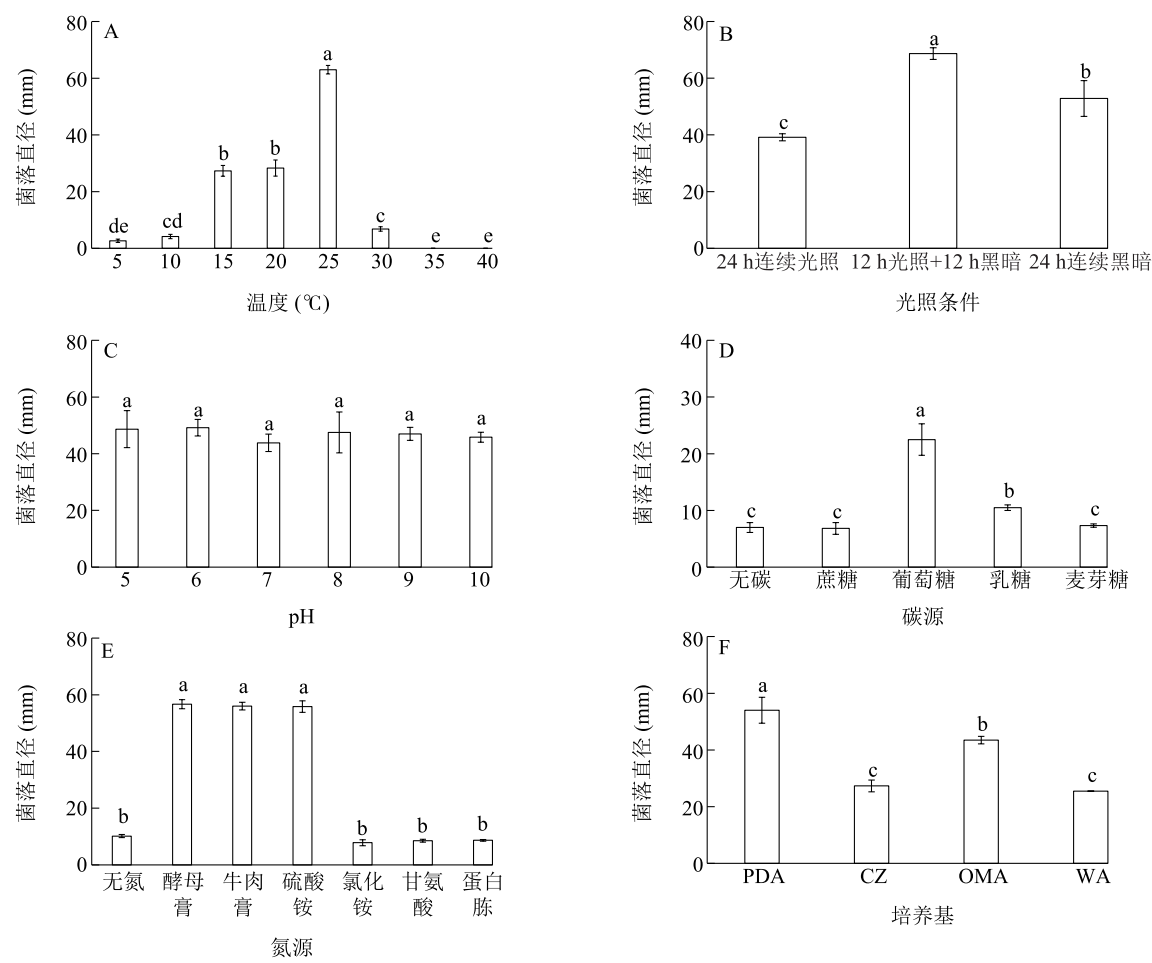 A
菌落直径 (mm)
80
60
40
20
0
de
cd
b
b
a
c
e
e
5 10 15 20 25 30 35 40
温度 (℃)
B
菌落直径 (mm)
80
60
40
20
0
c
a
b
24 h连续光照 12 h光照+12 h黑暗 24 h连续黑暗
光照条件
C
菌落直径 (mm)
80
60
40
20
0
a a a a a a
5 6 7 8 9 10
pH
D
菌落直径 (mm)
40
30
20
10
0
c
c
a
b
c
无碳 蔗糖 葡萄糖 乳糖 麦芽糖
碳源
E
菌落直径 (mm)
80
60
40
20
0
b
a a a
b b b
无氮 酵母 牛肉 硫酸 氯化 甘氨 蛋白
膏 膏 铵 铵 酸 胨
氮源
F
菌落直径 (mm)
80
60
40
20
0
a
c
b
c
PDA CZ OMA WA
培养基